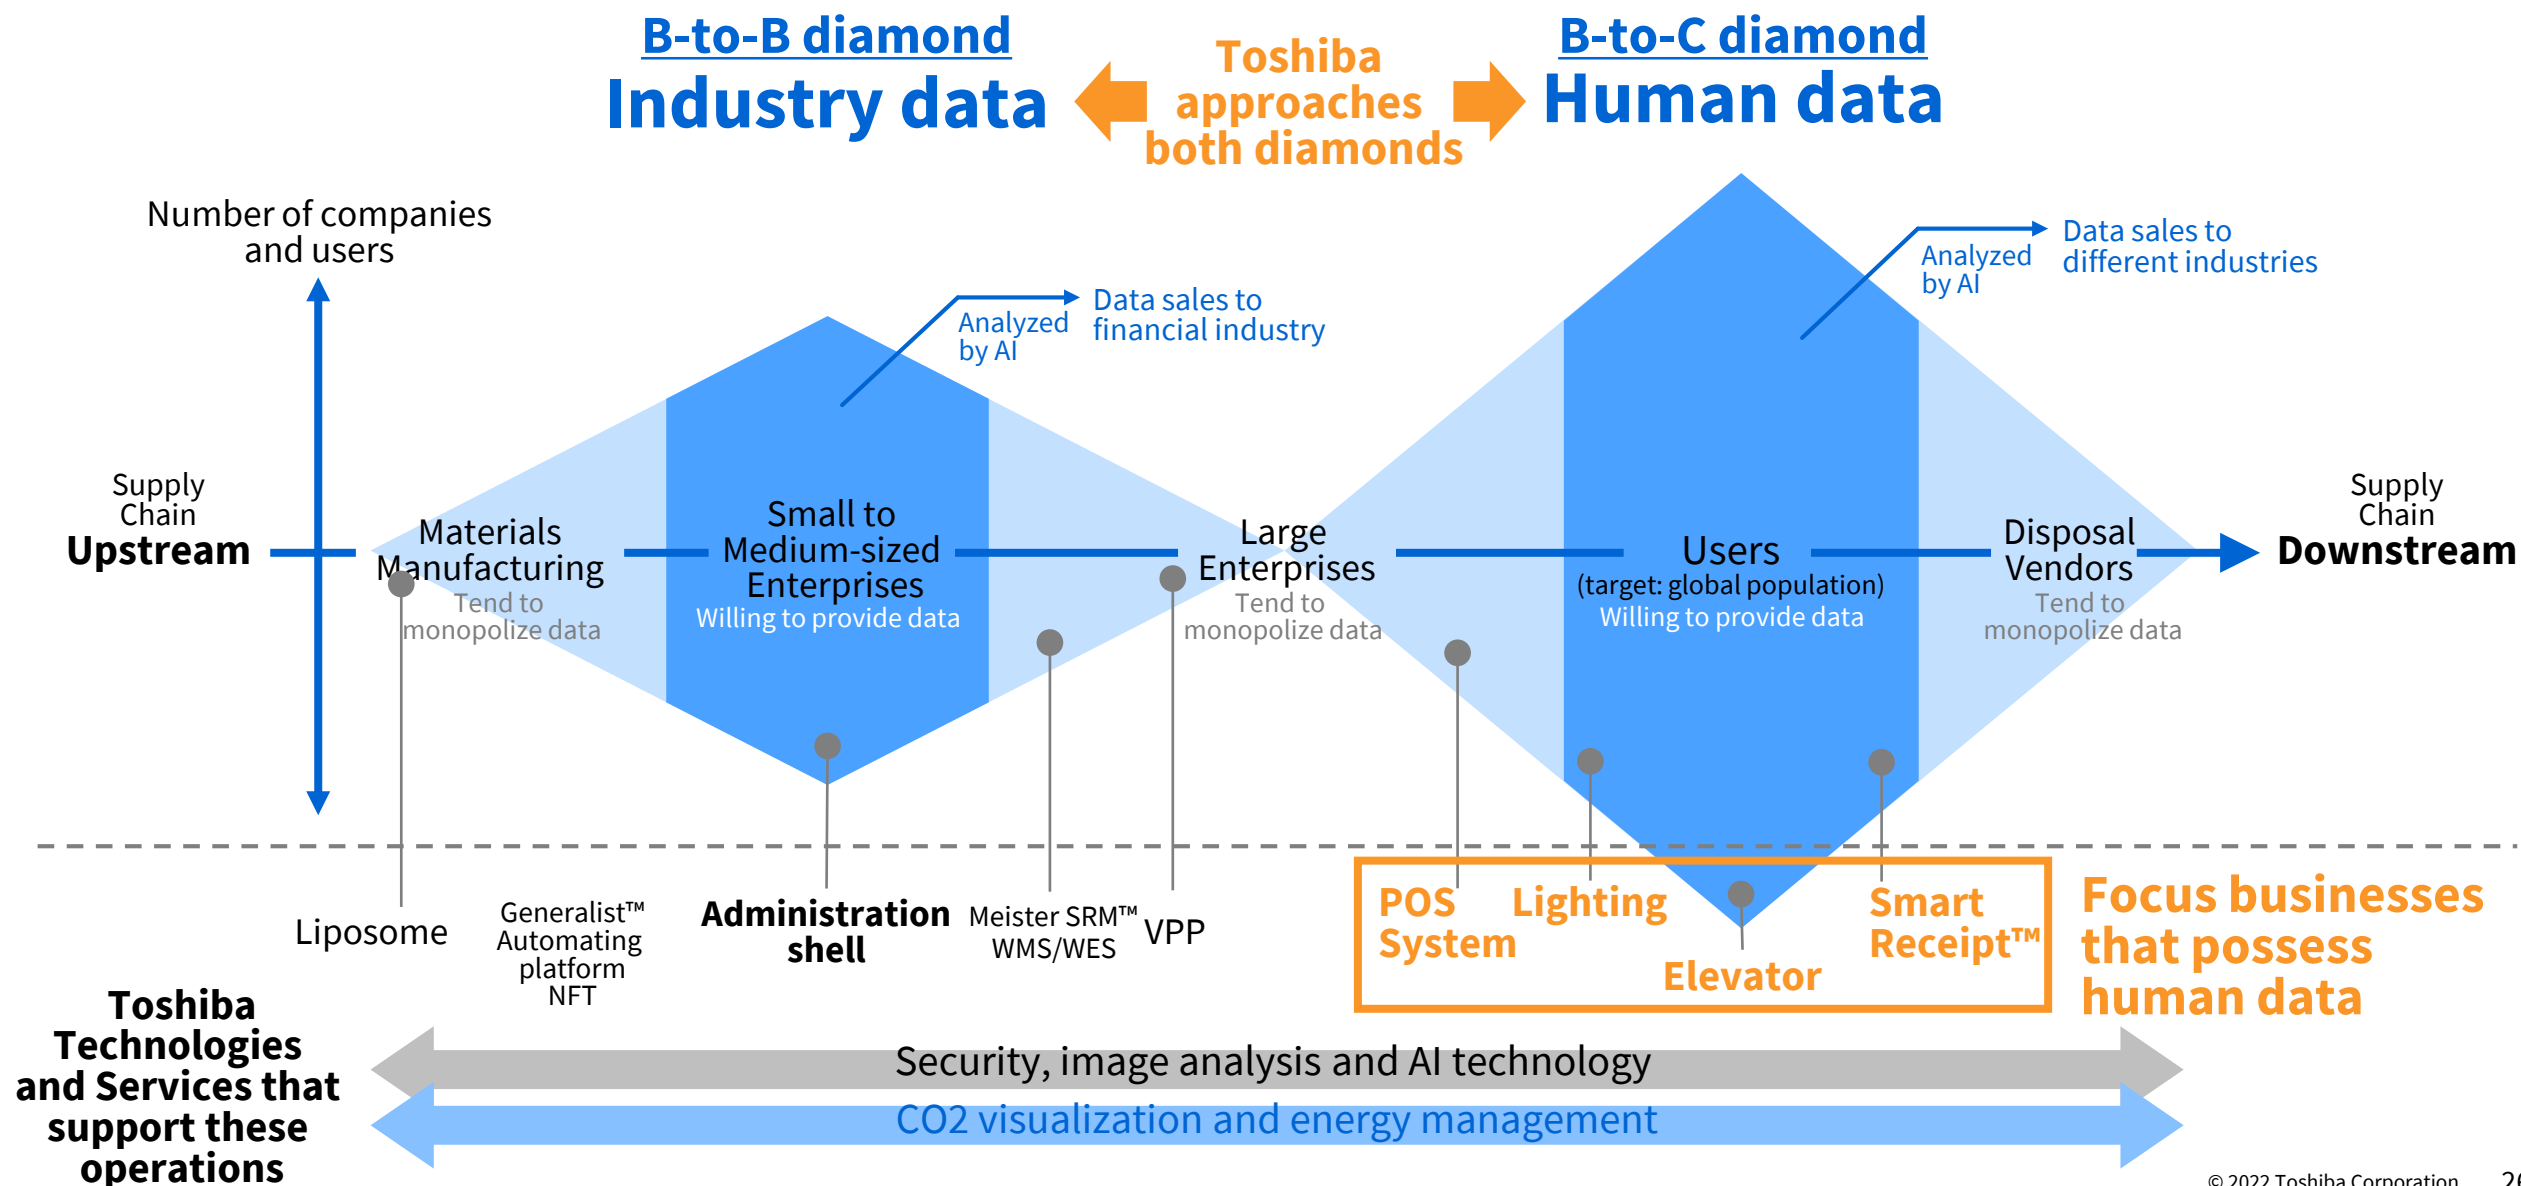 B-to-B diamond
Industry data
Toshiba
approaches
both diamonds
B-to-C diamond
Human data
Number of companies
and users
Analyzed
by AI
Data sales to
financial industry
Analyzed
by AI
Data sales to
different industries
Supply
Chain
Upstream
Materials
Manufacturing
Tend to
monopolize data
Small to
Medium-sized
Enterprises
Willing to provide data
Large
Enterprises
Tend to
monopolize data
Users
(target: global population)
Willing to provide data
Disposal
Vendors
Tend to
monopolize data
Supply
Chain
Downstream
Liposome
Generalist™
Automating
platform
NFT
Administration
shell
Meister SRM™
WMS/WES
VPP
POS
System
Lighting
Elevator
Smart
Receipt™
Focus businesses
that possess
human data
Toshiba
Technologies
and Services that
support these
operations
Security, image analysis and AI technology
CO2 visualization and energy management
© 2022 Toshiba Corporation